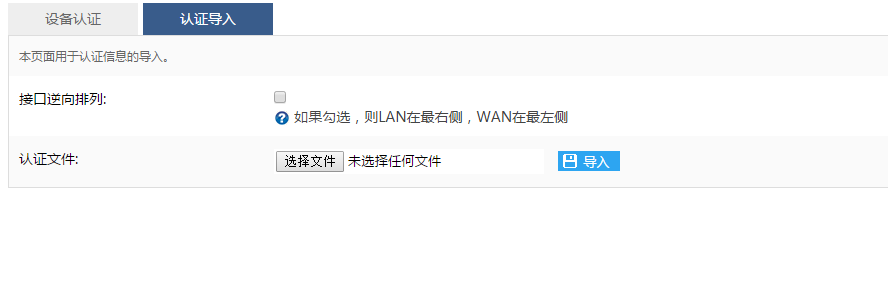 设备认证 认证导入
本页面用于认证信息的导入。
接口逆向排列:
如果勾选，则LAN在最右侧，WAN在最左侧
认证文件: 选择文件 未选择任何文件 导入